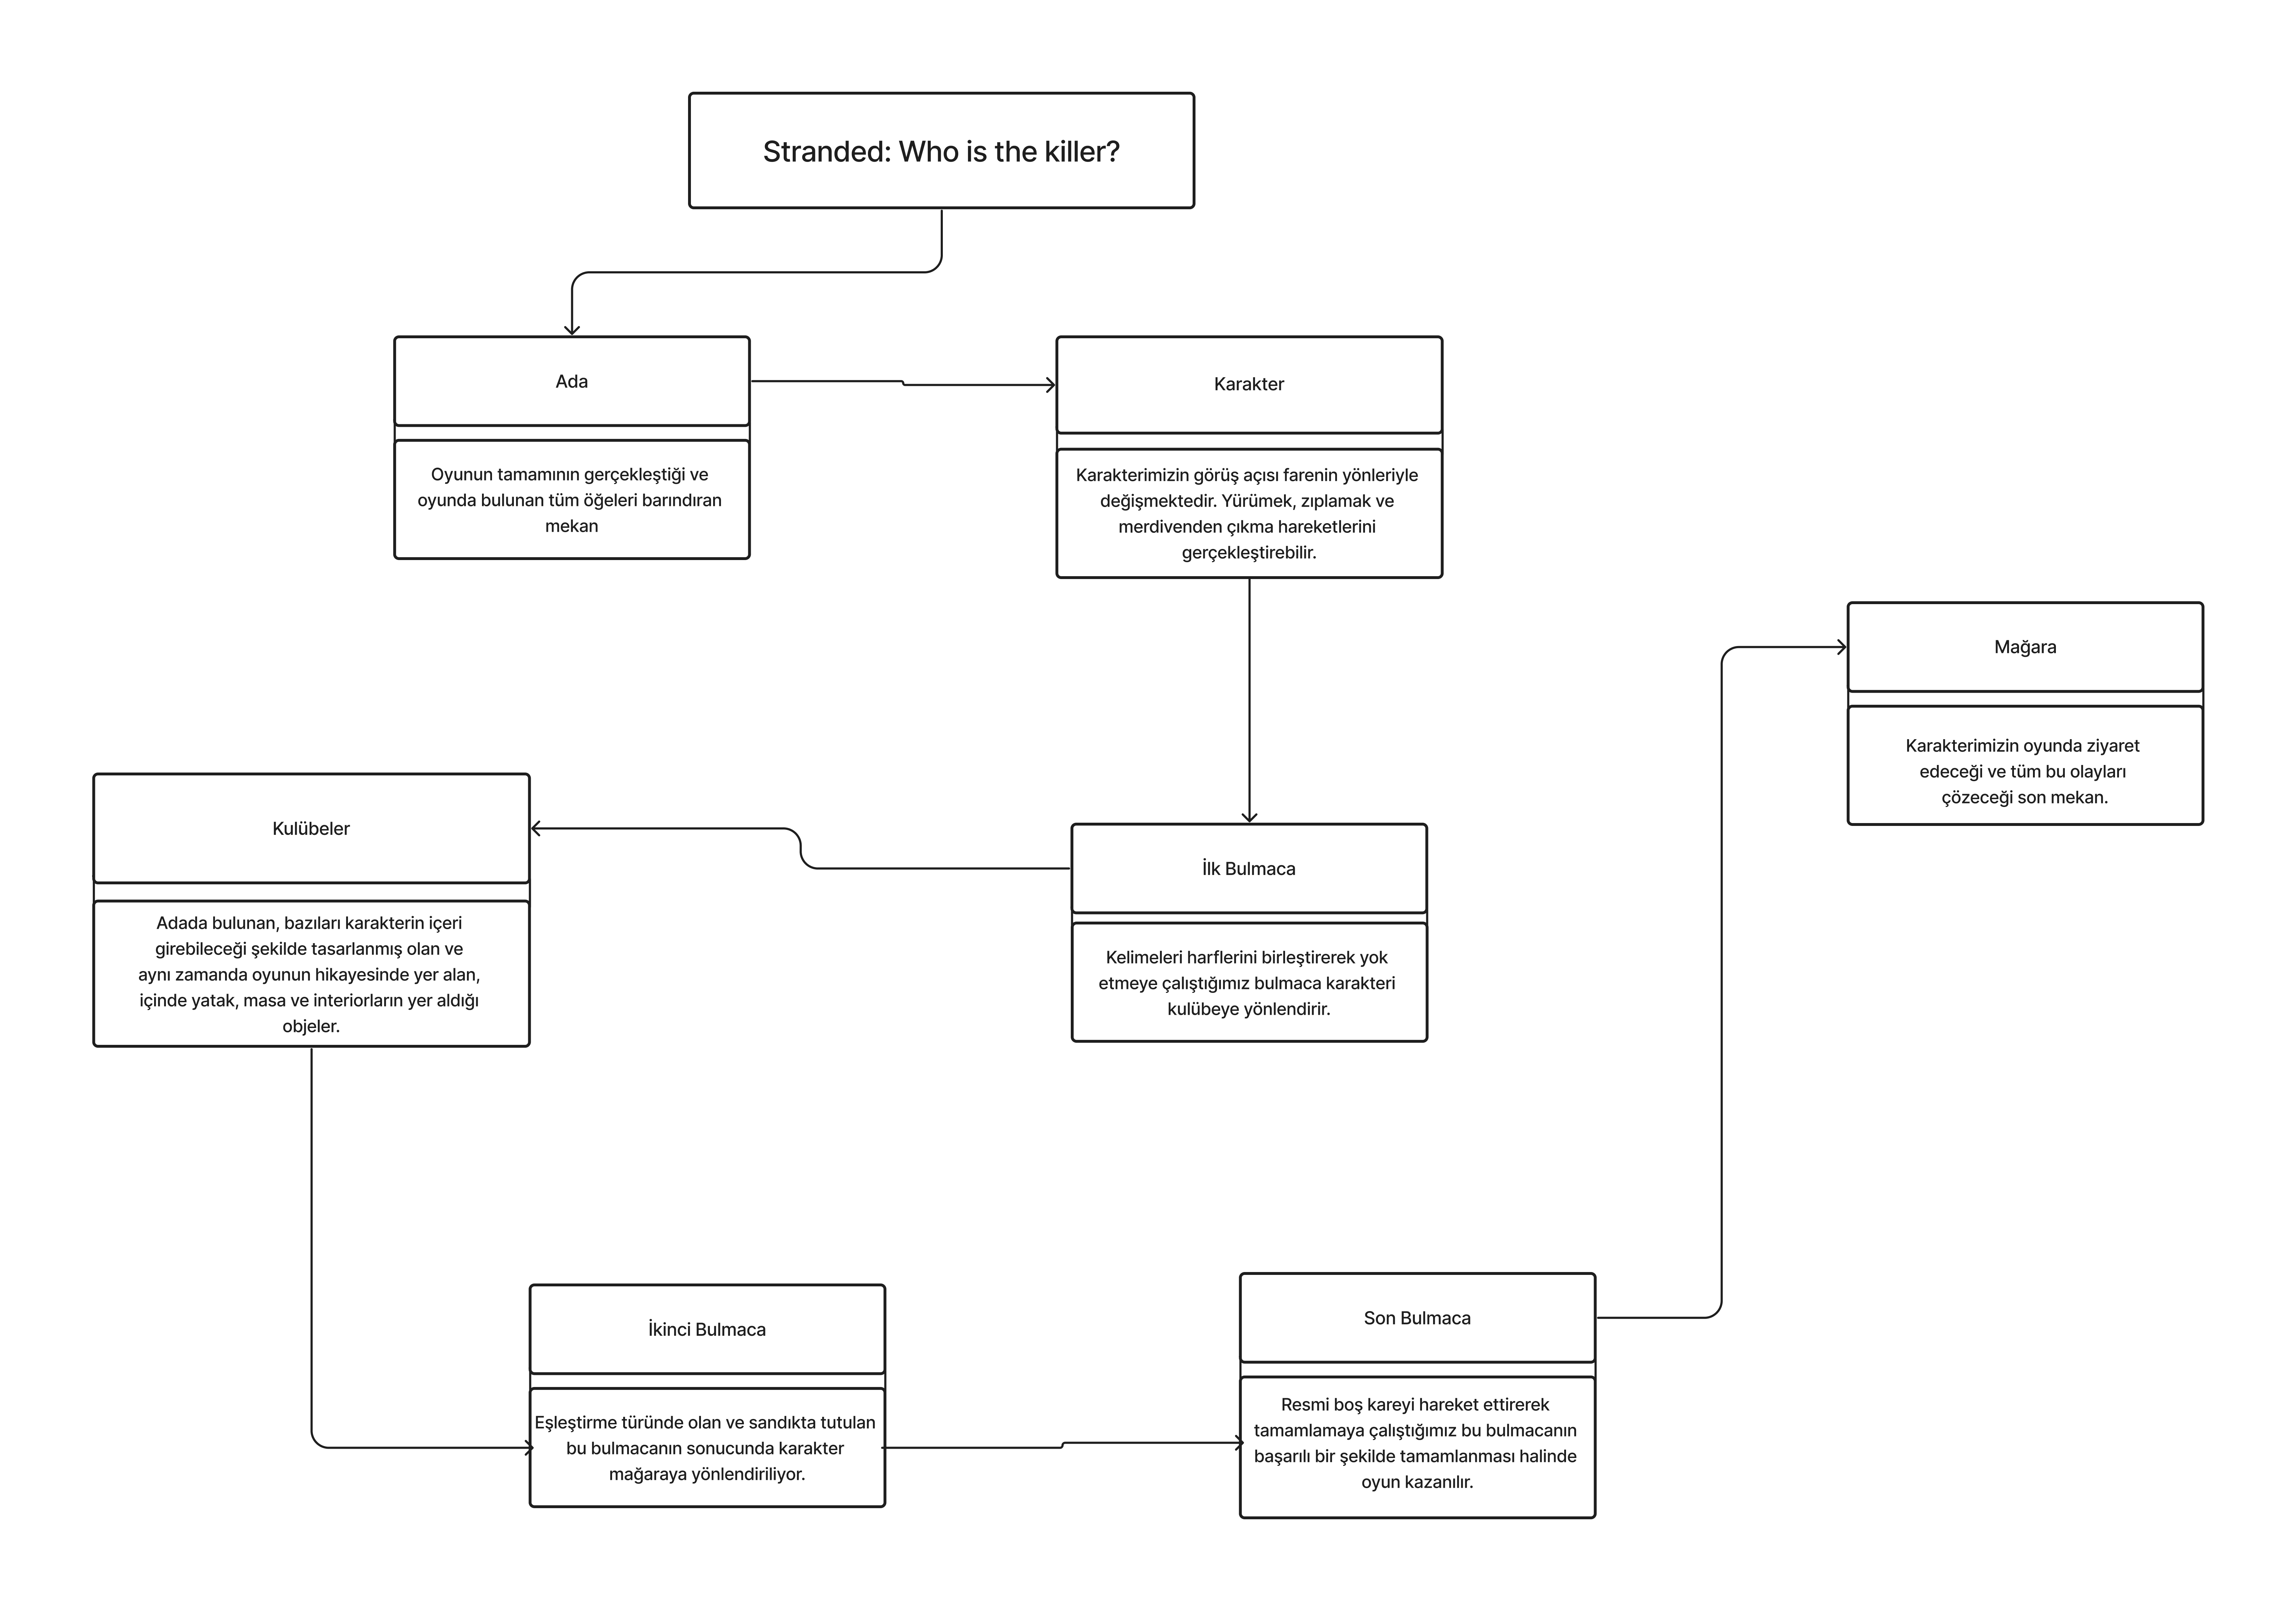 Stranded: Who is the killer?
Ada
Oyunun tamamının gerçekleştiği ve
oyunda bulunan tüm öğeleri barındıran
mekan
Karakter
Karakterimizin görüş açısı farenin yönleriyle
değişmektedir. Yürümek, zıplamak ve
merdivenden çıkma hareketlerini
gerçekleştirebilir.
Mağara
Karakterimizin oyunda ziyaret
edeceği ve tüm bu olayları
çözeceği son mekan.
Kulübeler
Adada bulunan, bazıları karakterin içeri
girebileceği şekilde tasarlanmış olan ve
aynı zamanda oyunun hikayesinde yer alan,
içinde yatak, masa ve interiorların yer aldığı
objeler.
İlk Bulmaca
Kelimeleri harflerini birleştirerek yok
etmeye çalıştığımız bulmaca karakteri
kulübeye yönlendirir.
İkinci Bulmaca
Eşleştirme türünde olan ve sandıkta tutulan
bu bulmacanın sonucunda karakter
mağaraya yönlendiriliyor.
Son Bulmaca
Resmi boş kareyi hareket ettirerek
tamamlamaya çalıştığımız bu bulmacanın
başarılı bir şekilde tamamlanması halinde
oyun kazanılır.